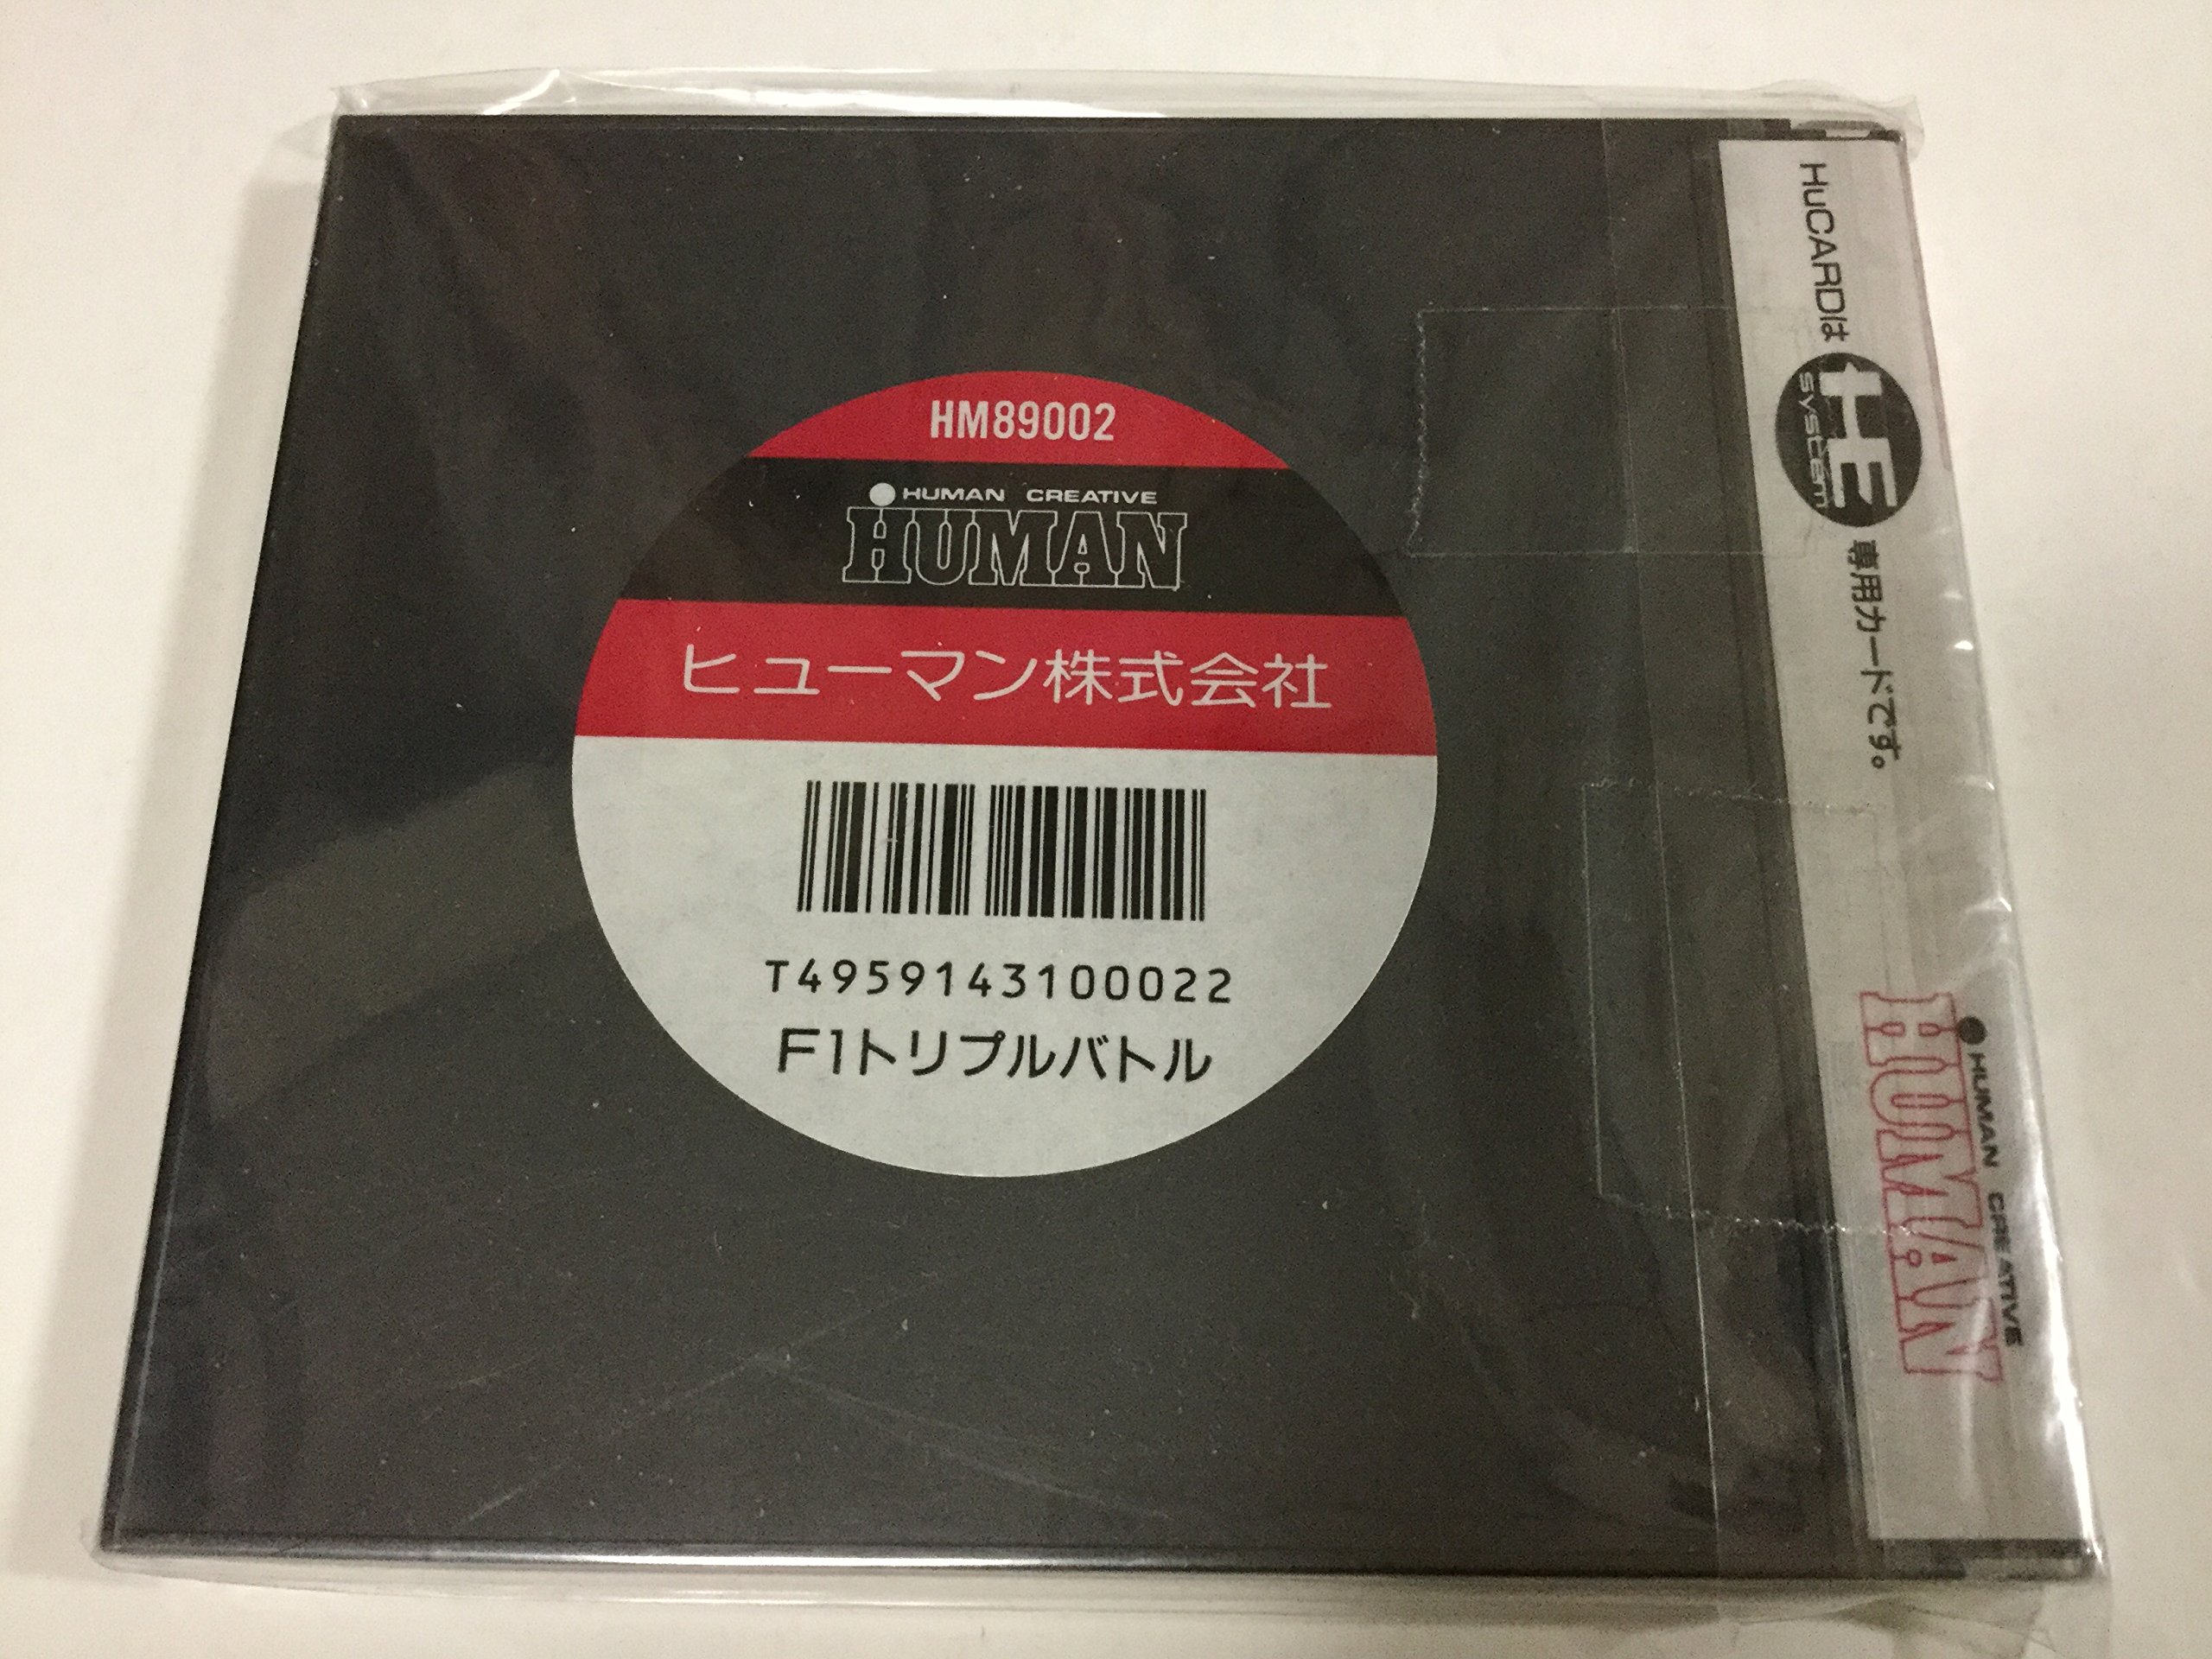 HM89002
HUMAN CREATIVE
HUMAN
ヒューマン株式会社
T4959143100022
F1トリプルバトル
HuCARDは HE system 専用カードです。
HUMAN CREATIVE
HUMAN